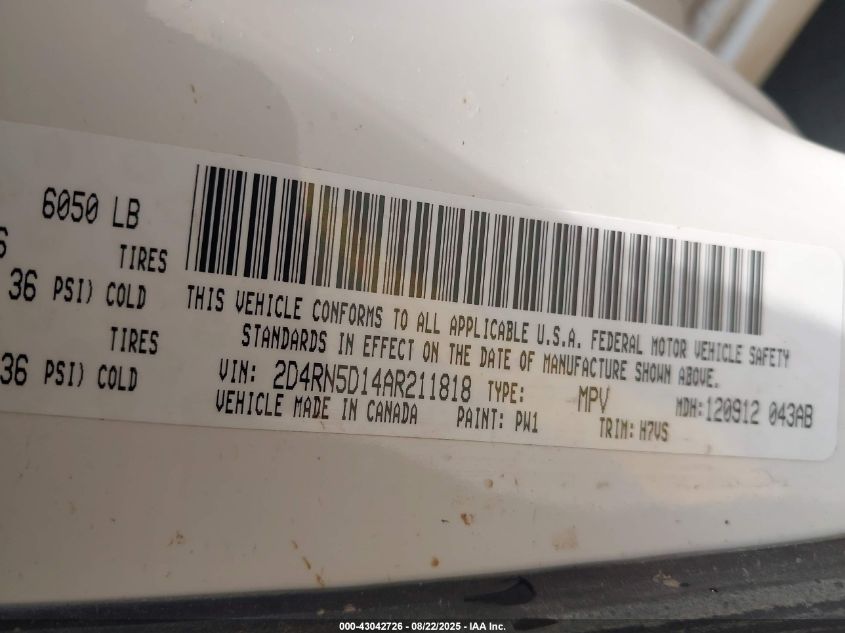 6050 LB
TIRES
36 PSI) COLD
TIRES
36 PSI) COLD
THIS VEHICLE CONFORMS TO ALL APPLICABLE U.S.A. FEDERAL MOTOR VEHICLE SAFETY
STANDARDS IN EFFECT ON THE DATE OF MANUFACTURE SHOWN ABOVE.
VIN: 2D4RN5D14AR211818 TYPE: MPV MDH:120912 043AB
VEHICLE MADE IN CANADA PAINT: PW1 TRIM: H7VS
000-43042726 - 08/22/2025 - IAA Inc.